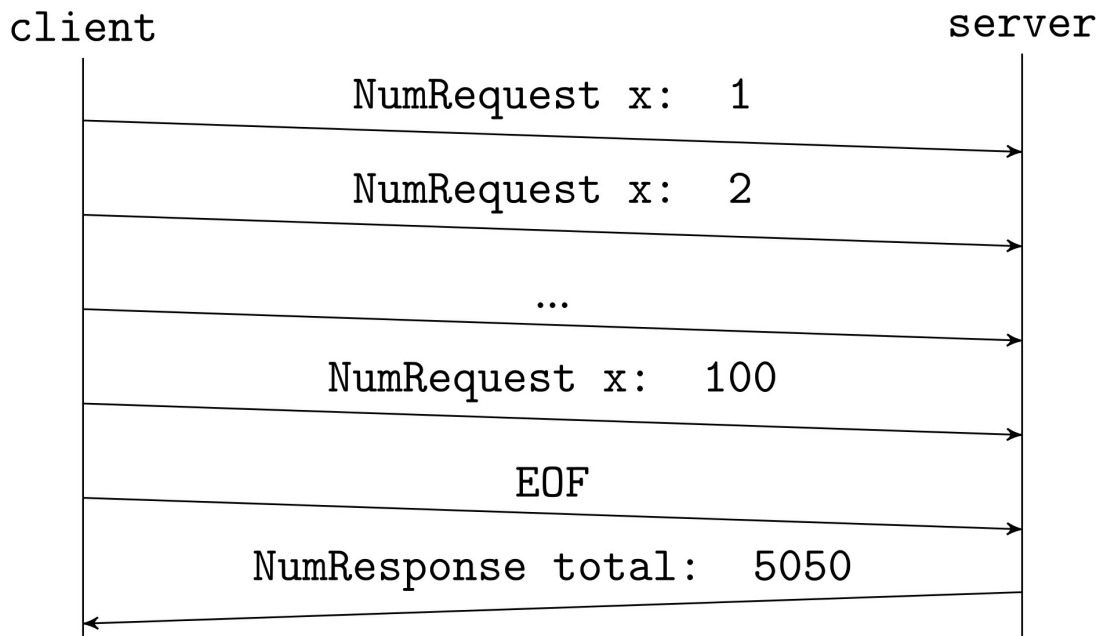 client server
NumRequest x: 1
NumRequest x: 2
...
NumRequest x: 100
EOF
NumResponse total: 5050